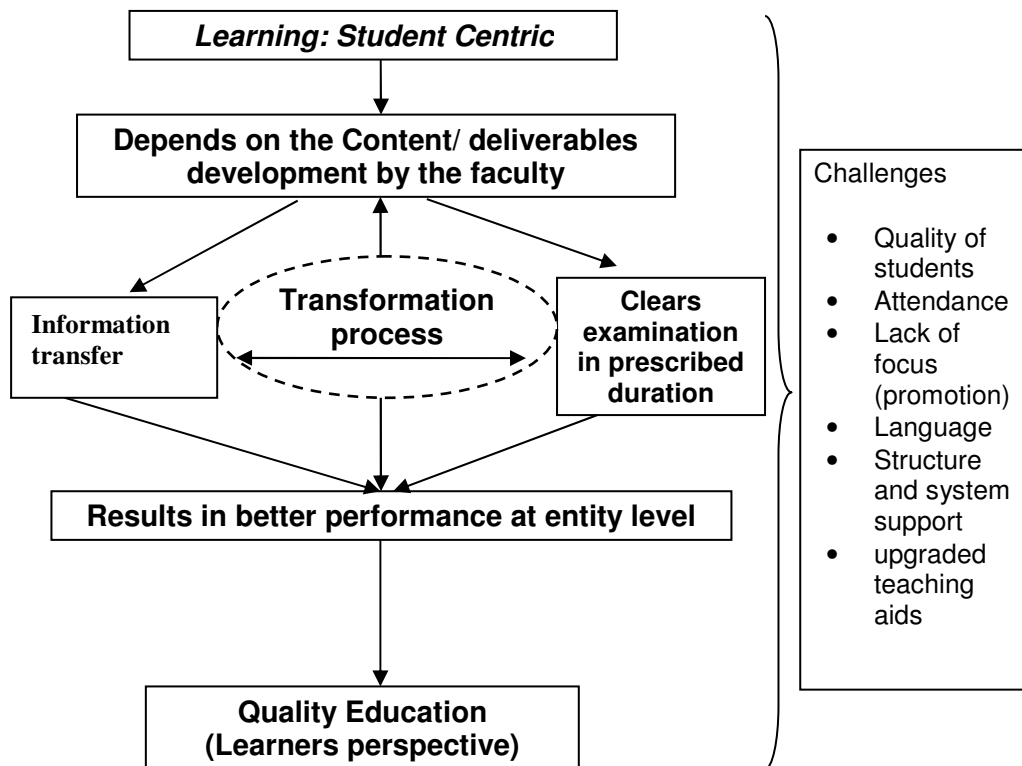 Learning: Student Centric
Depends on the Content/ deliverables
development by the faculty
Information
transfer
Transformation
process
Clears
examination
in prescribed
duration
Results in better performance at entity level
Quality Education
(Learners perspective)
Challenges
• Quality of
students
• Attendance
• Lack of
focus
(promotion)
• Language
• Structure
and system
support
• upgraded
teaching
aids